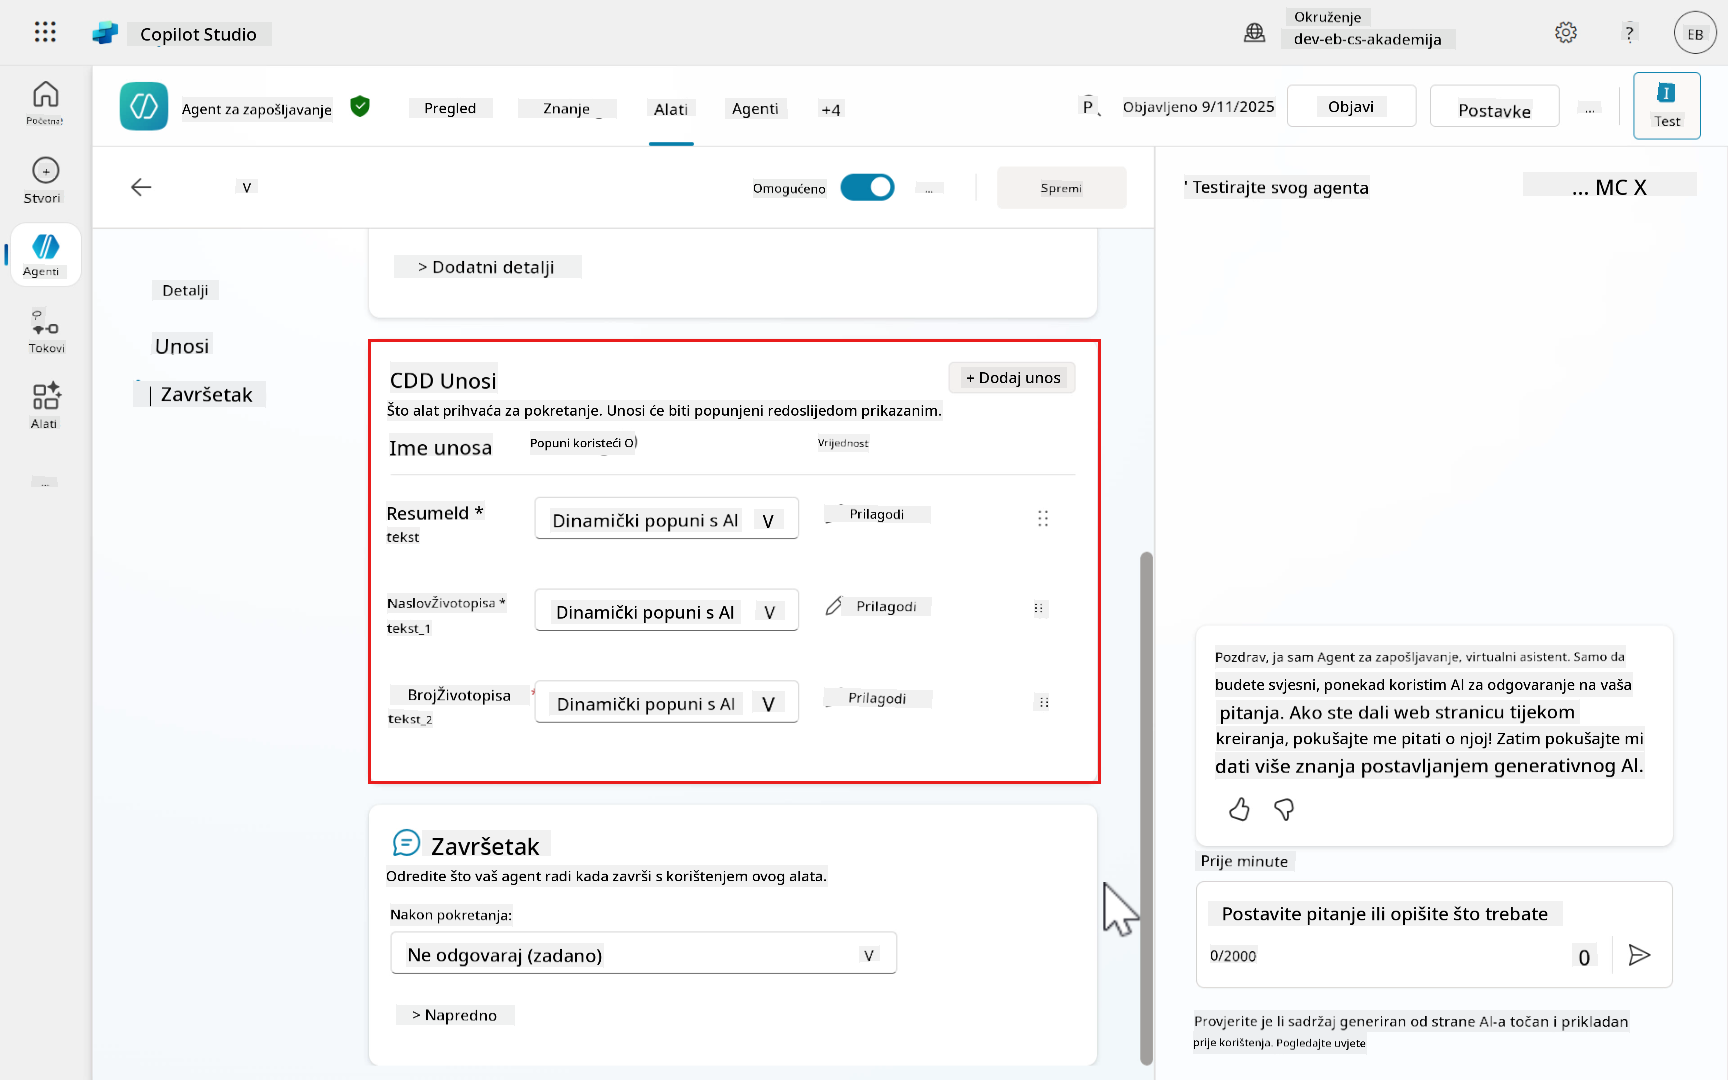 Copilot Studio
Okruženje
dev-eb-cs-akademija
?
EB
Početna
Stvori
Agenti
Tokovi
Alati
...
Agent za zapošljavanje
Pregled
Znanje
Alati
Agenti
+4
P
Objavljeno 9/11/2025
Objavi
Postavke
...
Test
V
Omogućeno
...
Spremi
Detalji
Unosi
| Završetak
> Dodatni detalji
CDD Unosi
+ Dodaj unos
Što alat prihvaća za pokretanje. Unosi će biti popunjeni redoslijedom prikazanim.
Ime unosa
Popuni koristeći O)
Vrijednost
ResumeId *
tekst
Dinamički popuni s AI V
Prilagodi
NaslovŽivotopisa *
tekst_1
Dinamički popuni s AI V
Prilagodi
BrojŽivotopisa *
tekst_2
Dinamički popuni s AI V
Prilagodi
Završetak
Odredite što vaš agent radi kada završi s korištenjem ovog alata.
Nakon pokretanja:
Ne odgovaraj (zadano) V
> Napredno
' Testirajte svog agenta
... MC X
Pozdrav, ja sam Agent za zapošljavanje, virtualni asistent. Samo da
budete svjesni, ponekad koristim AI za odgovaranje na vaša
pitanja. Ako ste dali web stranicu tijekom
kreiranja, pokušajte me pitati o njoj! Zatim pokušajte mi
dati više znanja postavljanjem generativnog AI.
Prije minute
Postavite pitanje ili opišite što trebate
0/2000
0
Provjerite je li sadržaj generiran od strane AI-a točan i prikladan
prije korištenja. Pogledajte uvjete